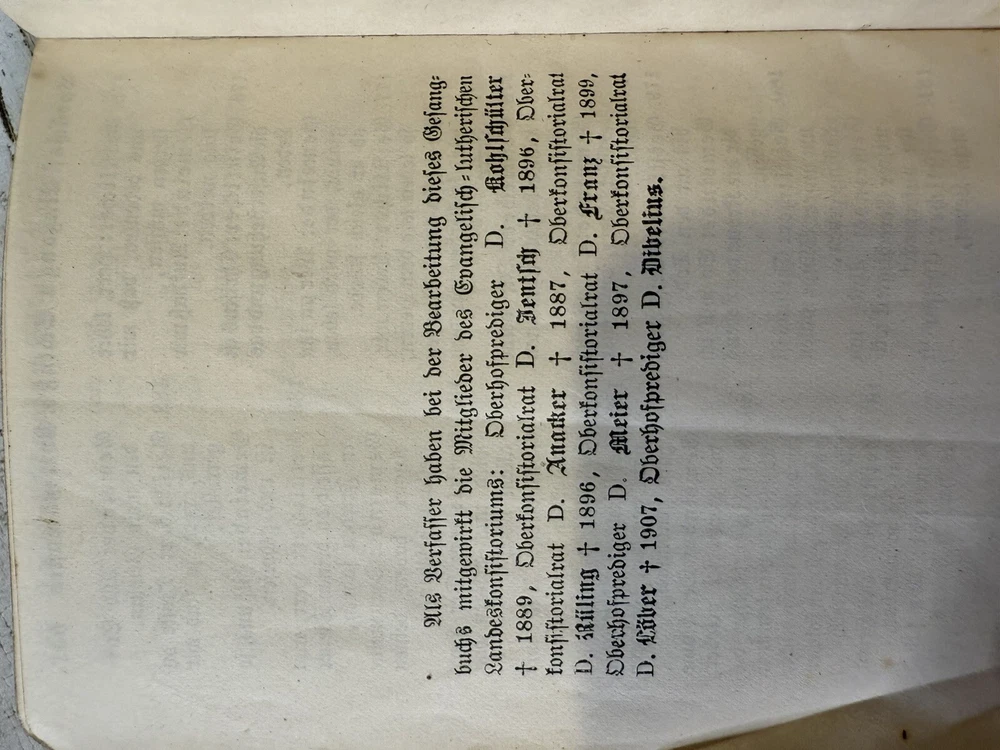 Als Verfasser haben bei der Bearbeitung dieses Gesang-
buchs mitgewirkt die Mitglieder des Evangelisch-lutherischen
Landeskonsistoriums: Oberhofprediger D. Kohlschütter
† 1889, Oberkonsistorialrat D. Jentsch † 1896, Ober-
konsistorialrat D. Anacker † 1887, Oberkonsistorialrat
D. Rüling † 1896, Oberkonsistorialrat D. Franz † 1899,
Oberhofprediger D. Meier † 1897, Oberkonsistorialrat
D. Löber † 1907, Oberhofprediger D. Dibelius.